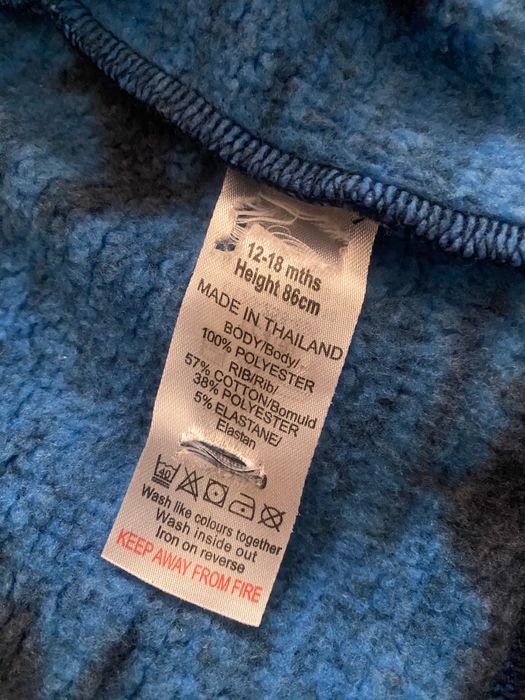 12-18 mths
Height 86cm
MADE IN THAILAND
BODY/Body/
100% POLYESTER
RIB/Rib/
57% COTTON/Bomuld
38% POLYESTER
5% ELASTANE/
Elastan
40
Wash like colours together
Wash inside out
Iron on reverse
KEEP AWAY FROM FIRE